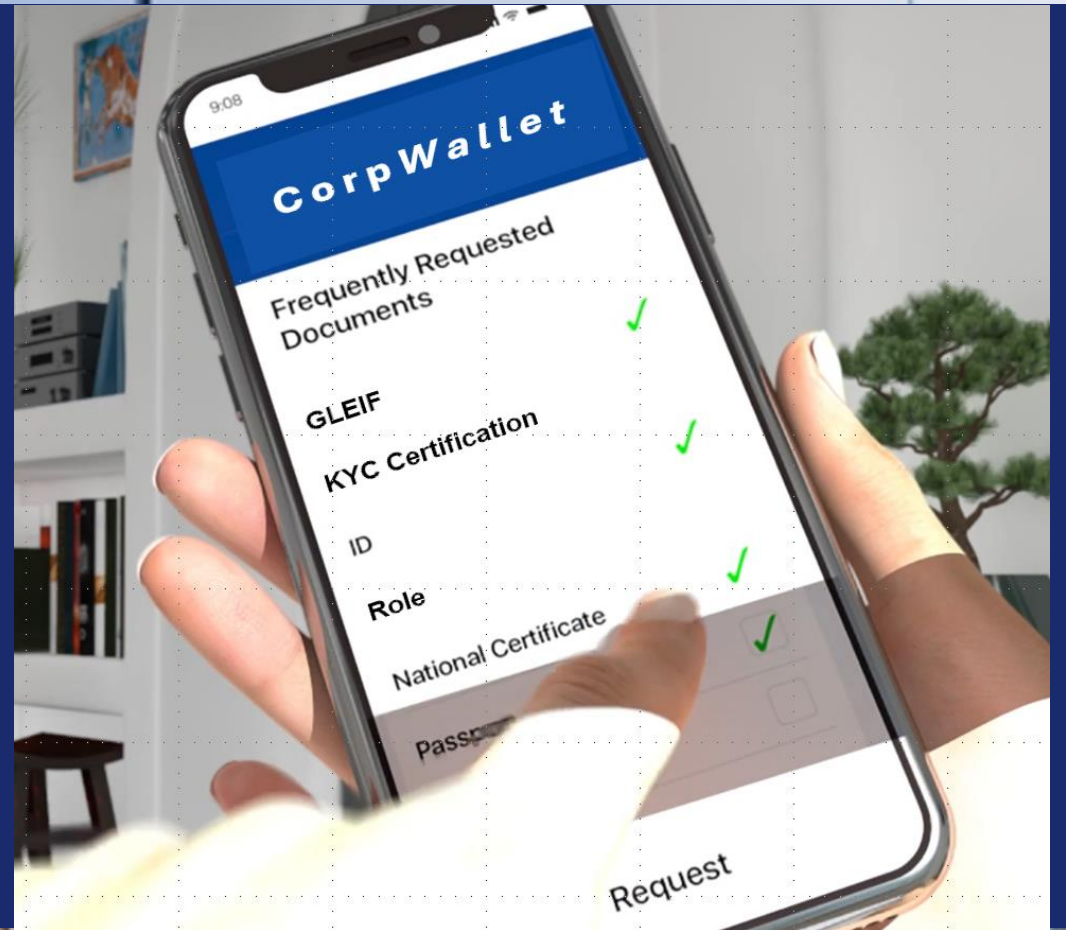 9:08
CorpWallet
Frequently Requested
Documents
GLEIF
KYC Certification
ID
Role
National Certificate
Request